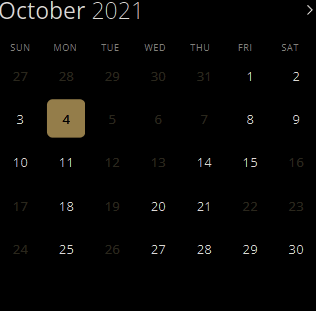 October 2021 >
SUN MON TUE WED THU FRI SAT
27 28 29 30 31 1 2
3 4 5 6 7 8 9
10 11 12 13 14 15 16
17 18 19 20 21 22 23
24 25 26 27 28 29 30